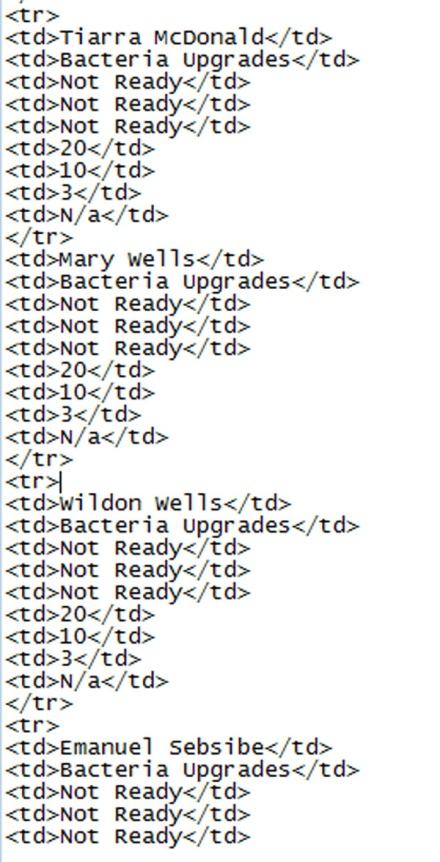 <tr>
<td>Tiarra McDonald</td>
<td>Bacteria Upgrades</td>
<td>Not Ready</td>
<td>Not Ready</td>
<td>Not Ready</td>
<td>20</td>
<td>10</td>
<td>3</td>
<td>N/a</td>
</tr>
<td>Mary Wells</td>
<td>Bacteria Upgrades</td>
<td>Not Ready</td>
<td>Not Ready</td>
<td>Not Ready</td>
<td>20</td>
<td>10</td>
<td>3</td>
<td>N/a</td>
</tr>
<tr>
<td>Wildon Wells</td>
<td>Bacteria Upgrades</td>
<td>Not Ready</td>
<td>Not Ready</td>
<td>Not Ready</td>
<td>20</td>
<td>10</td>
<td>3</td>
<td>N/a</td>
</tr>
<tr>
<td>Emanuel Sebsibe</td>
<td>Bacteria Upgrades</td>
<td>Not Ready</td>
<td>Not Ready</td>
<td>Not Ready</td>